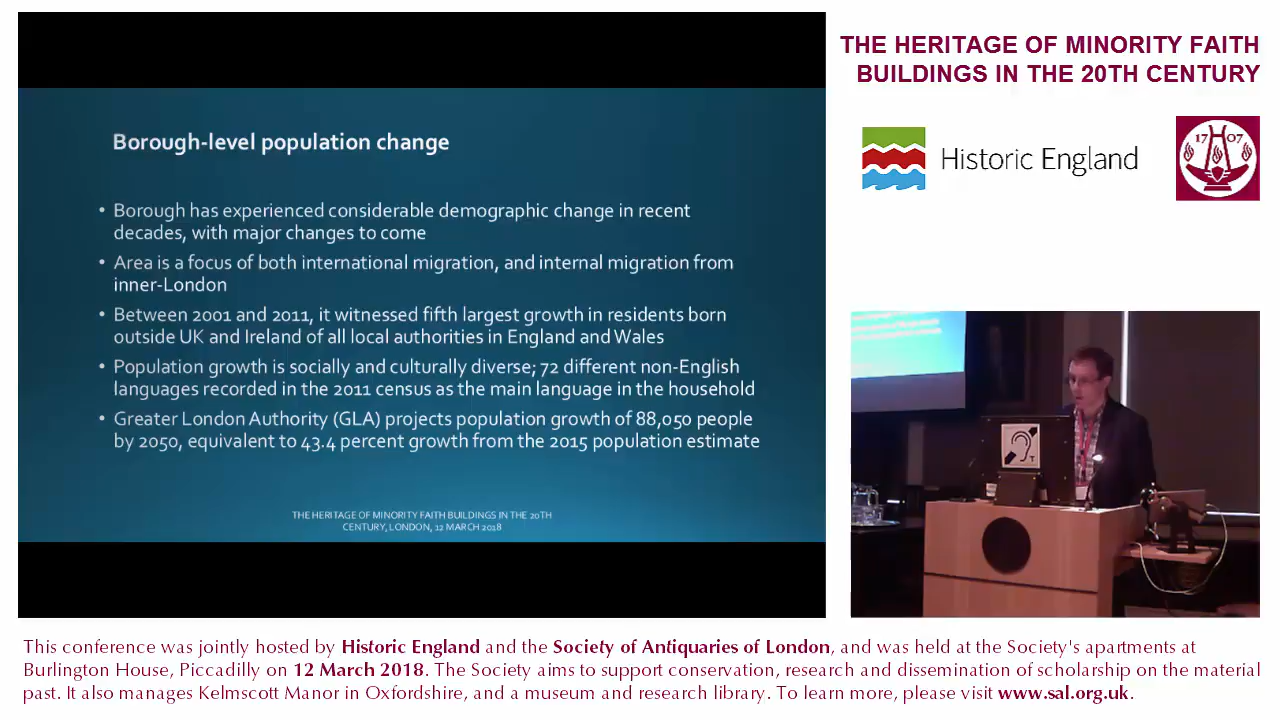 THE HERITAGE OF MINORITY FAITH
BUILDINGS IN THE 20TH CENTURY
Historic England
17 07
Borough-level population change
• Borough has experienced considerable demographic change in recent
decades, with major changes to come
• Area is a focus of both international migration, and internal migration from
inner-London
• Between 2001 and 2011, it witnessed fifth largest growth in residents born
outside UK and Ireland of all local authorities in England and Wales
• Population growth is socially and culturally diverse; 72 different non-English
languages recorded in the 2011 census as the main language in the household
• Greater London Authority (GLA) projects population growth of 88,050 people
by 2050, equivalent to 43.4 percent growth from the 2015 population estimate
THE HERITAGE OF MINORITY FAITH BUILDINGS IN THE 20TH
CENTURY, LONDON, 12 MARCH 2018
T
This conference was jointly hosted by Historic England and the Society of Antiquaries of London, and was held at the Society's apartments at
Burlington House, Piccadilly on 12 March 2018. The Society aims to support conservation, research and dissemination of scholarship on the material
past. It also manages Kelmscott Manor in Oxfordshire, and a museum and research library. To learn more, please visit www.sal.org.uk.